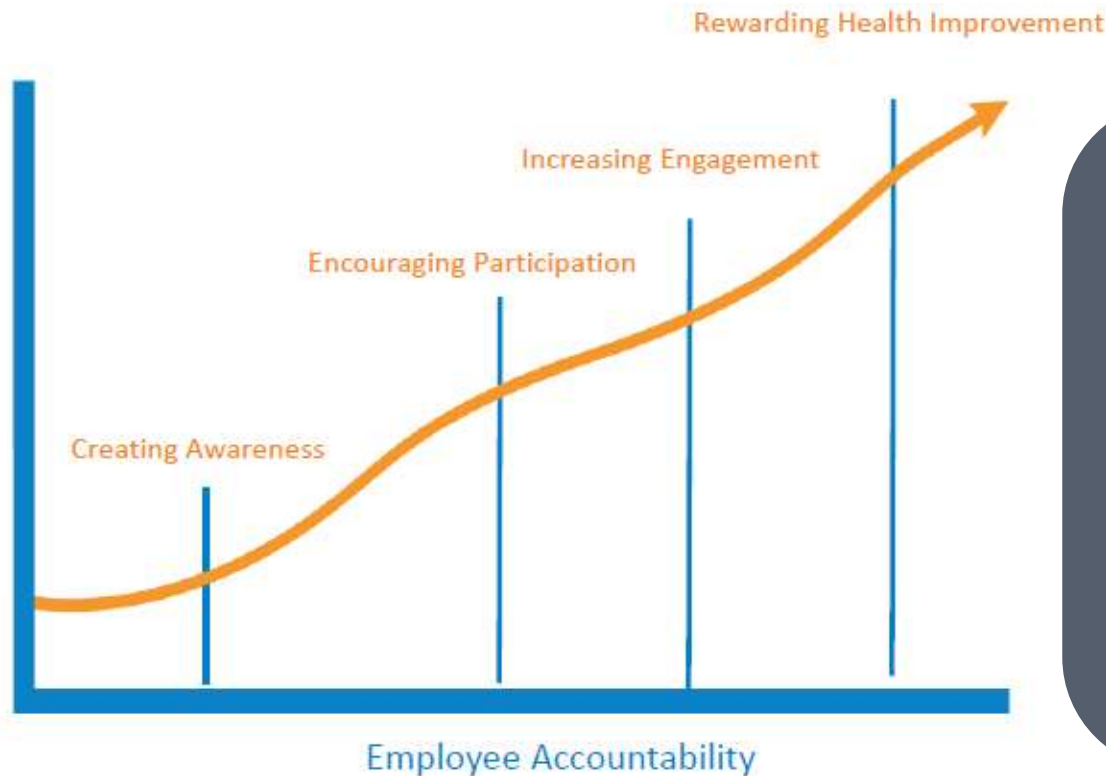 Rewarding Health Improvement
Increasing Engagement
Encouraging Participation
Creating Awareness
Employee Accountability